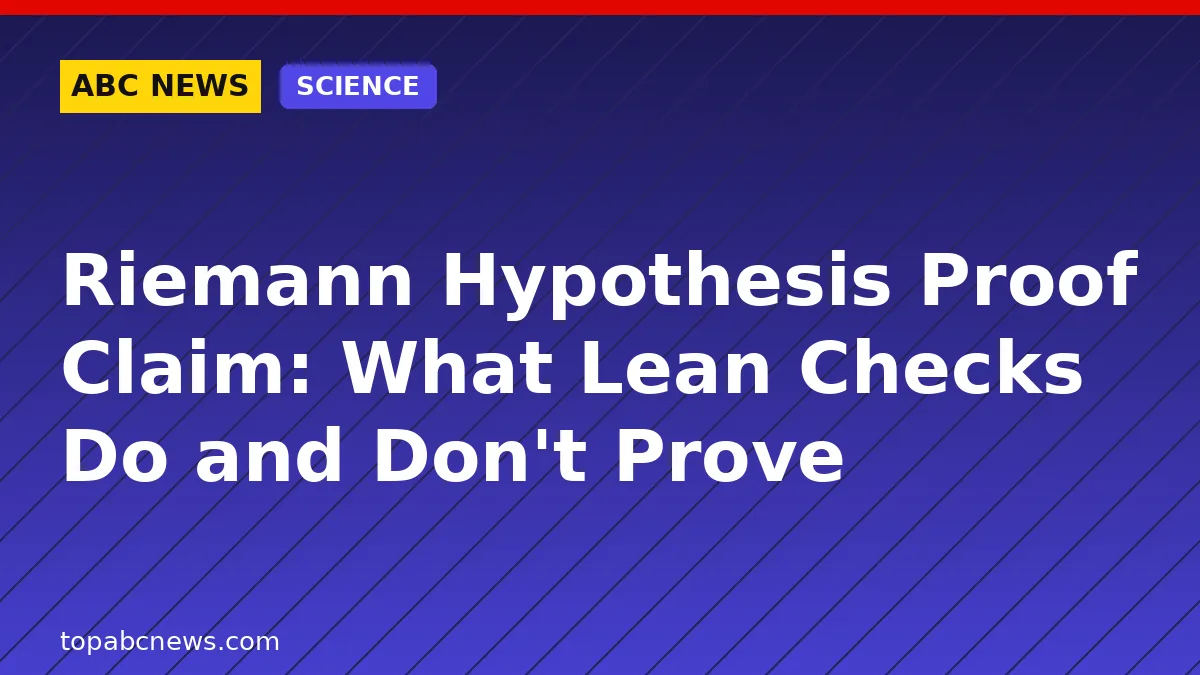 ABC NEWS
SCIENCE
Riemann Hypothesis Proof
Claim: What Lean Checks
Do and Don't Prove
topabcnews.com